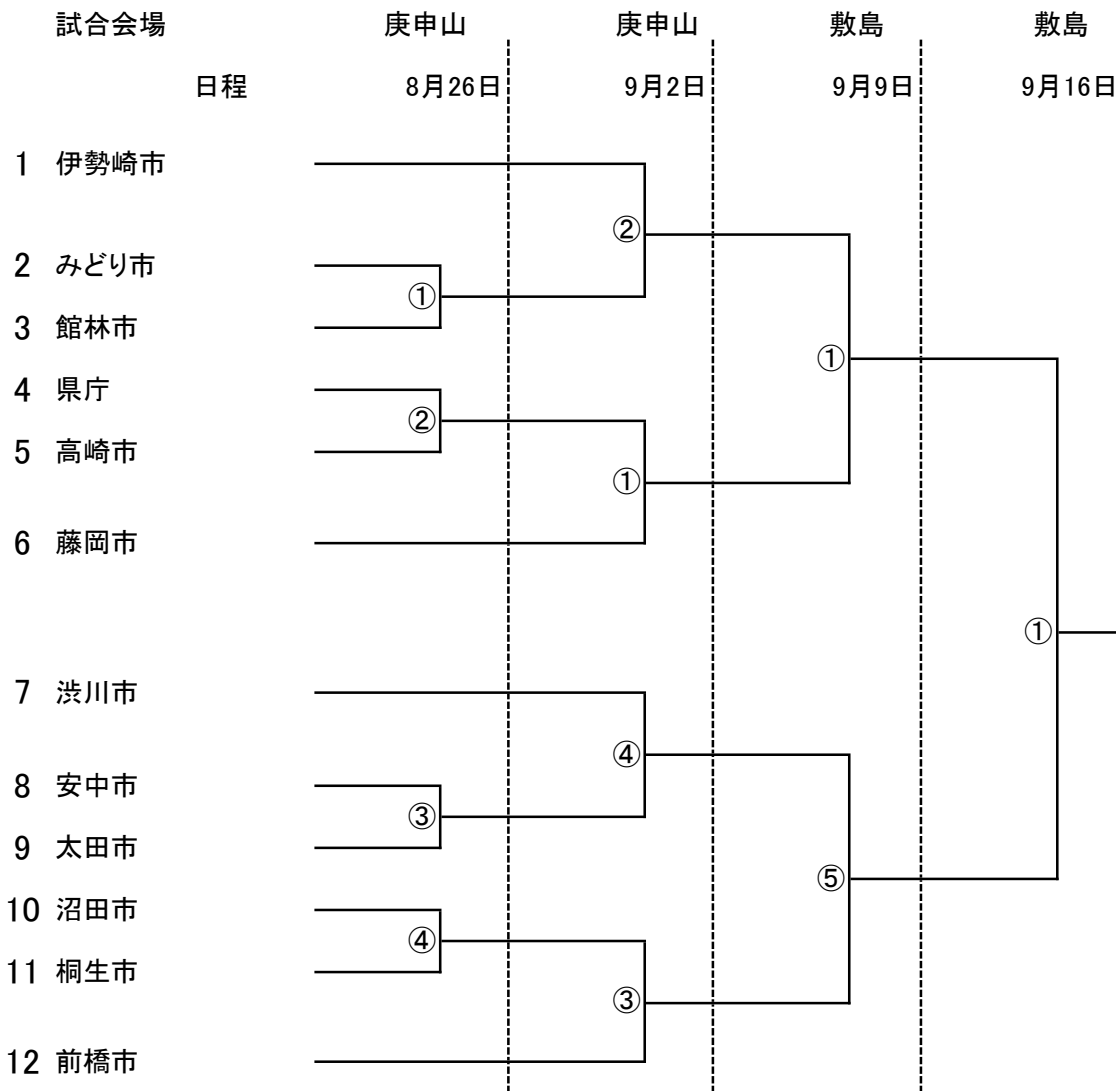 試合会場 庚申山 庚申山 敷島 敷島
日程 8月26日 9月2日 9月9日 9月16日
1 伊勢崎市
②
2 みどり市
①
3 館林市
①
4 県庁
②
5 高崎市
①
6 藤岡市
①
7 渋川市
④
8 安中市
③
9 太田市
⑤
10 沼田市
④
11 桐生市
③
12 前橋市